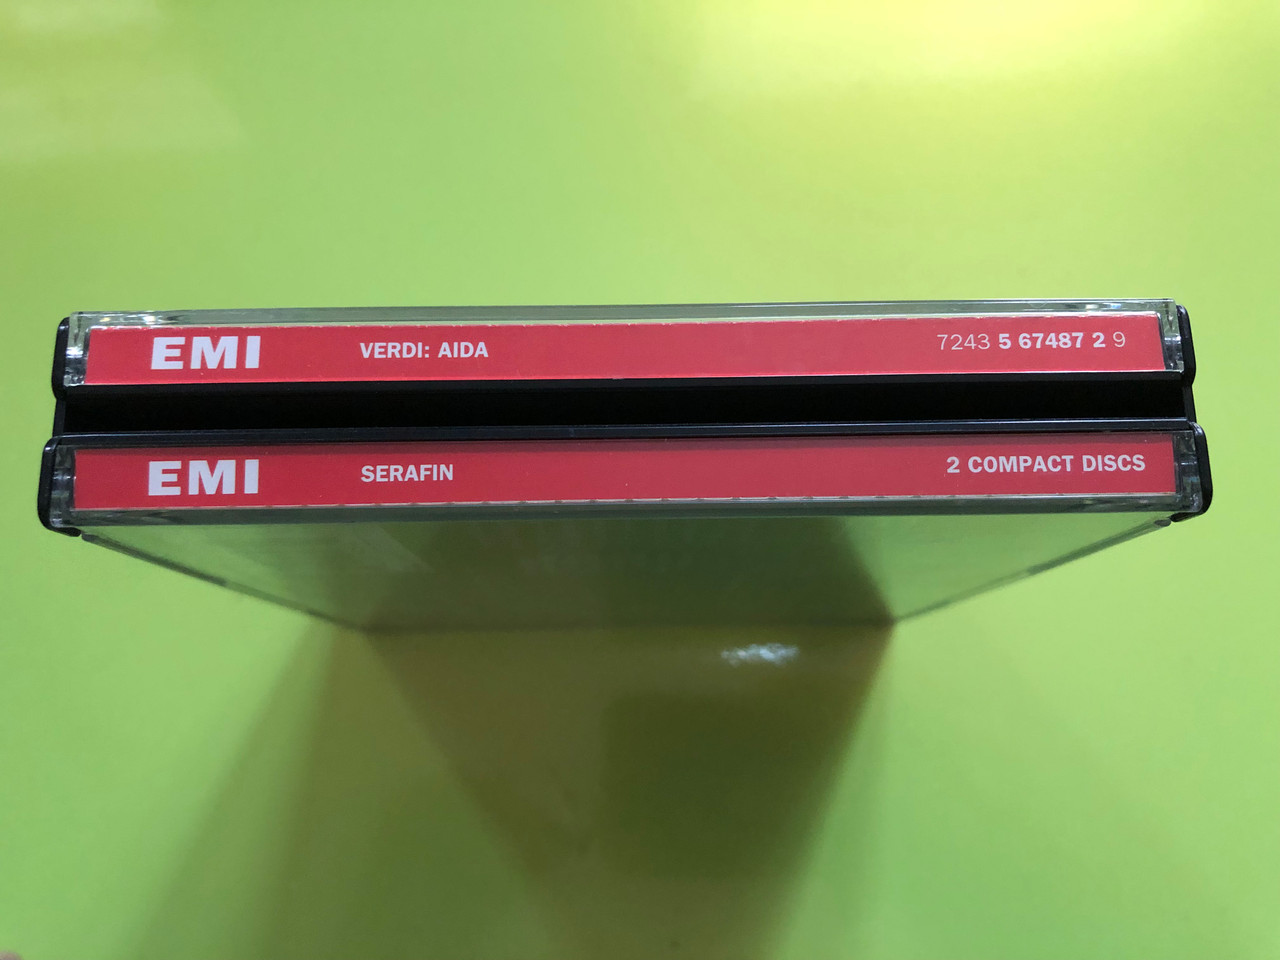 EMI VERDI: AIDA 7243 5 67487 2 9
EMI SERAFIN 2 COMPACT DISCS